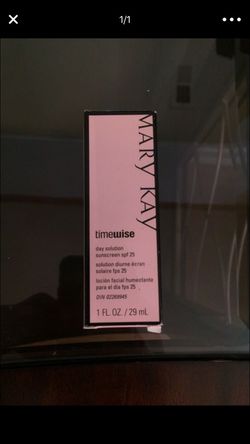 1/1
MARY KAY
timewise
day solution
sunscreen spf 25
solution diurne écran
solaire fps 25
loción facial humectante
para el día fps 25
DIN 02269945
1 FL. OZ. / 29 mL